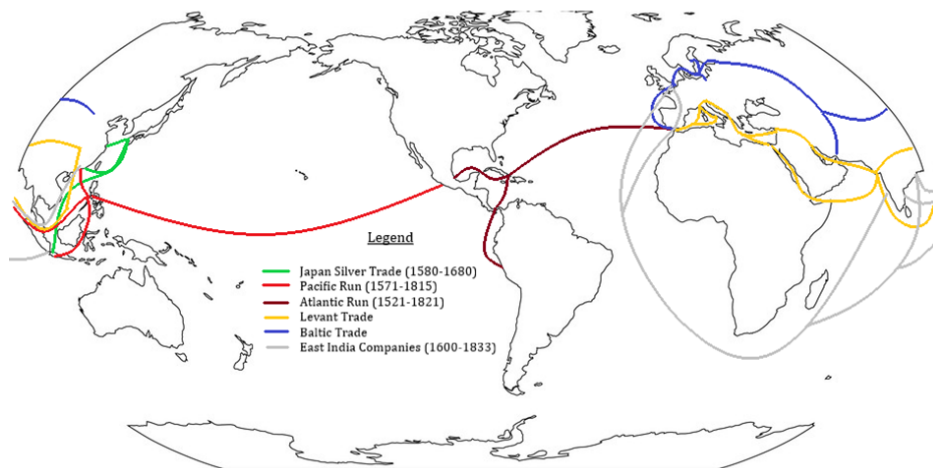 Legend
Japan Silver Trade (1580-1680)
Pacific Run (1571-1815)
Atlantic Run (1521-1821)
Levant Trade
Baltic Trade
East India Companies (1600-1833)